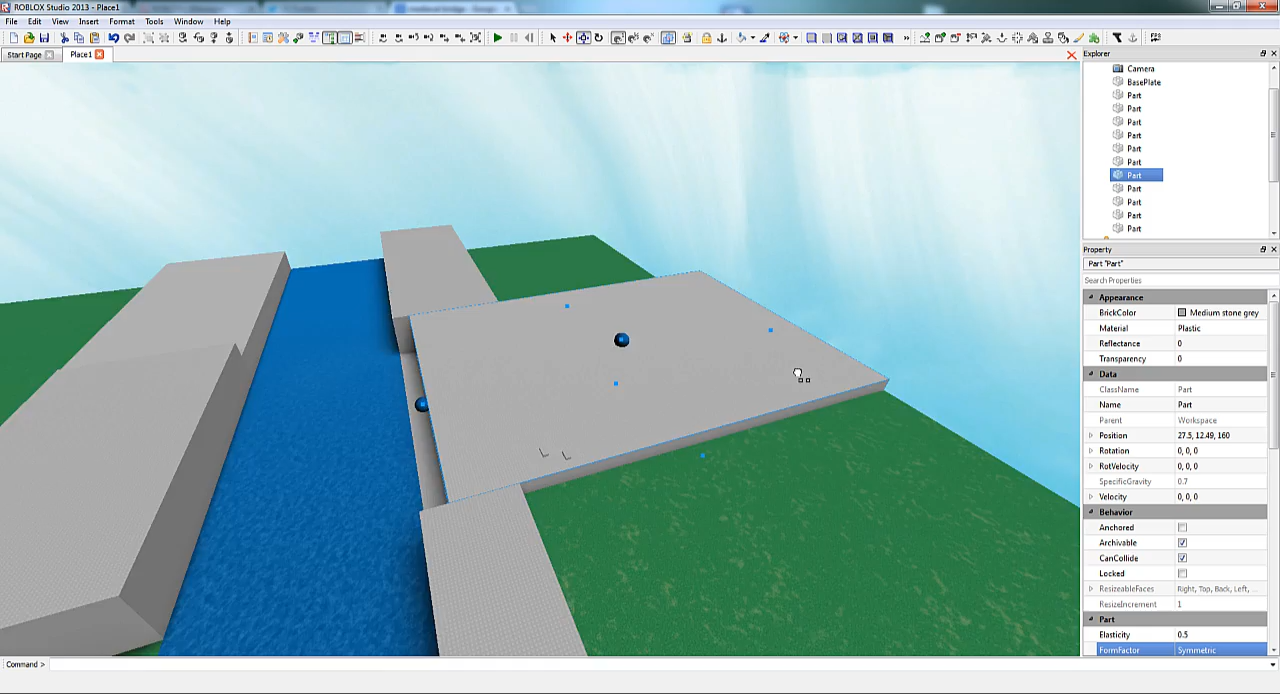 ROBLOX Studio 2013 - Place1
File Edit View Insert Format Tools Window Help
Start Page Place1
Explorer
Camera
BasePlate
Part
Part
Part
Part
Part
Part
Part
Part
Part
Part
Part
Property
Part "Part"
Search Properties
Appearance
BrickColor Medium stone grey
Material Plastic
Reflectance 0
Transparency 0
Data
ClassName Part
Name Part
Parent Workspace
Position 27.5, 12.49, 160
Rotation 0, 0, 0
RotVelocity 0, 0, 0
SpecificGravity 0.7
Velocity 0, 0, 0
Behavior
Anchored
Archivable
CanCollide
Locked
ResizeableFaces Right, Top, Back, Left, ...
ResizeIncrement 1
Part
Elasticity 0.5
FormFactor Symmetric
Command >